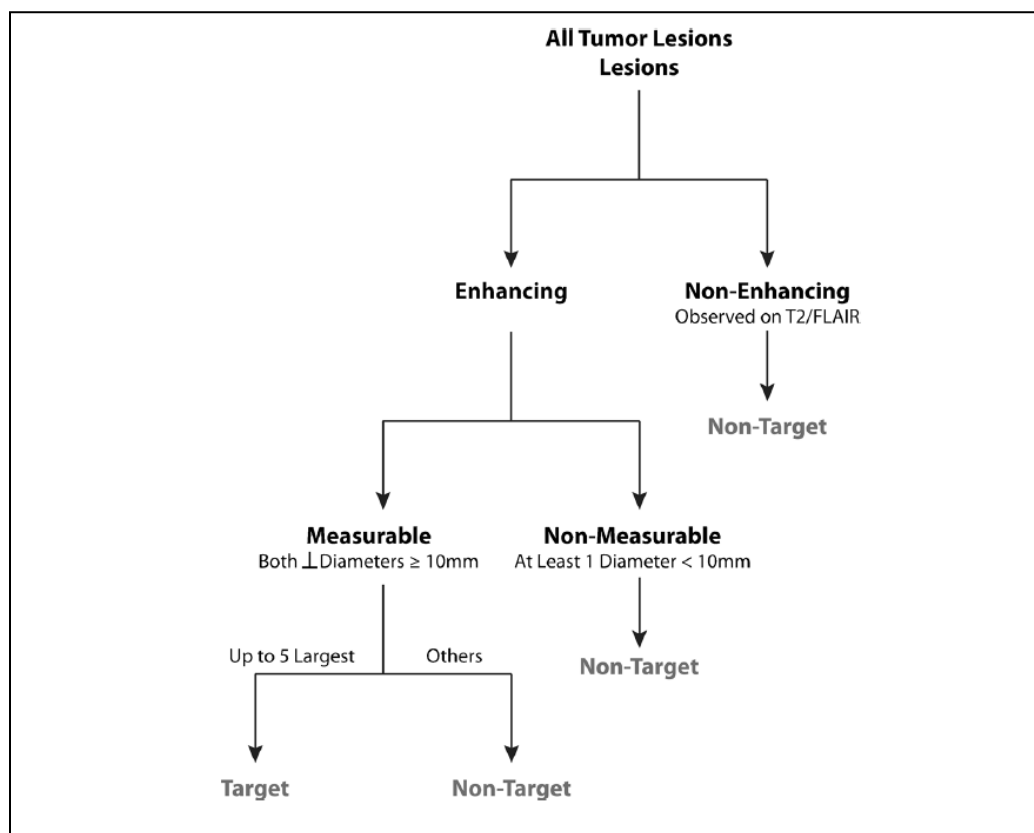 All Tumor Lesions
Lesions
Enhancing
Non-Enhancing
Observed on T2/FLAIR
Non-Target
Measurable
Both ⊥ Diameters ≥ 10mm
Non-Measurable
At Least 1 Diameter < 10mm
Up to 5 Largest
Others
Non-Target
Target
Non-Target